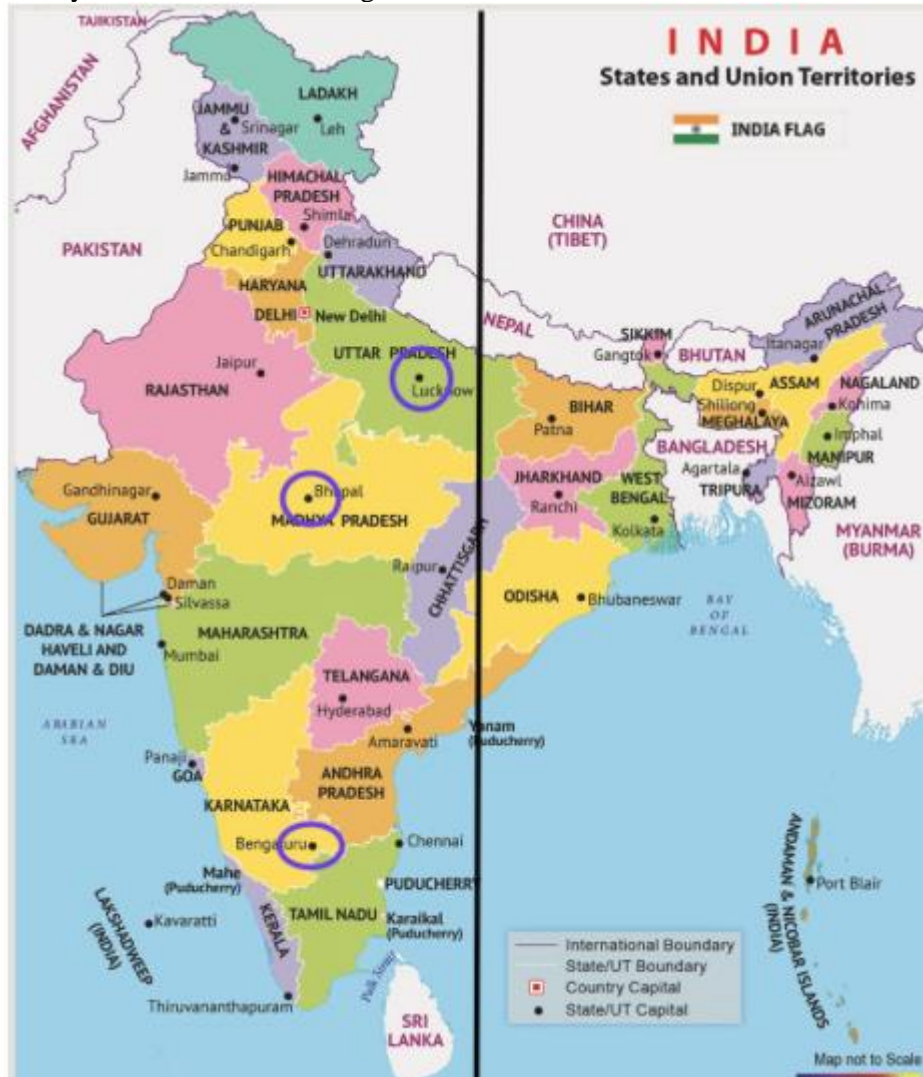 TAJIKISTAN
AFGHANISTAN
INDIA
States and Union Territories
INDIA FLAG
LADAKH
Leh
JAMMU
&
KASHMIR
Srinagar
Jammu
HIMACHAL
PRADESH
Shimla
PUNJAB
Chandigarh
Dehradun
UTTARAKHAND
PAKISTAN
CHINA
(TIBET)
HARYANA
DELHI
New Delhi
NEPAL
UTTAR PRADESH
Lucknow
Jaipur
RAJASTHAN
SIKKIM
Gangtok
BHUTAN
ARUNACHAL
PRADESH
Itanagar
Dispur
ASSAM
NAGALAND
Shillong
MEGHALAYA
Kohima
BIHAR
Patna
BANGLADESH
Imphal
MANIPUR
Agartala
TRIPURA
Aizawl
MIZORAM
Gandhinagar
GUJARAT
Bhopal
MADHYA PRADESH
JHARKHAND
Ranchi
WEST
BENGAL
Kolkata
MYANMAR
(BURMA)
Raipur
CHHATTISGARH
ODISHA
Bhubaneswar
BAY
OF
BENGAL
Daman
Silvassa
DADRA & NAGAR
HAVELI AND
DAMAN & DIU
MAHARASHTRA
Mumbai
TELANGANA
Hyderabad
ARABIAN
SEA
Amaravati
Yanam
(Puducherry)
Panaji
GOA
KARNATAKA
ANDHRA
PRADESH
Bengaluru
Chennai
Mahe
(Puducherry)
PUDUCHERRY
LAKSHADWEEP
(INDIA)
Kavaratti
KERALA
TAMIL NADU
Karaikal
(Puducherry)
Thiruvananthapuram
Palk Strait
SRI
LANKA
ANDAMAN & NICOBAR ISLANDS
(INDIA)
Port Blair
International Boundary
State/UT Boundary
Country Capital
State/UT Capital
Map not to Scale